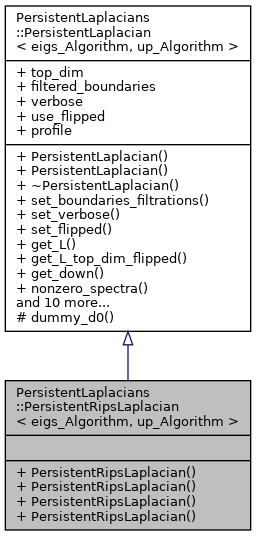 PersistentLaplacians
::PersistentLaplacian
< eigs_Algorithm, up_Algorithm >
+ top_dim
+ filtered_boundaries
+ verbose
+ use_flipped
+ profile
+ PersistentLaplacian()
+ PersistentLaplacian()
+ ~PersistentLaplacian()
+ set_boundaries_filtrations()
+ set_verbose()
+ set_flipped()
+ get_L()
+ get_L_top_dim_flipped()
+ get_down()
+ nonzero_spectra()
and 10 more...
# dummy_d0()
PersistentLaplacians
::PersistentRipsLaplacian
< eigs_Algorithm, up_Algorithm >
+ PersistentRipsLaplacian()
+ PersistentRipsLaplacian()
+ PersistentRipsLaplacian()
+ PersistentRipsLaplacian()